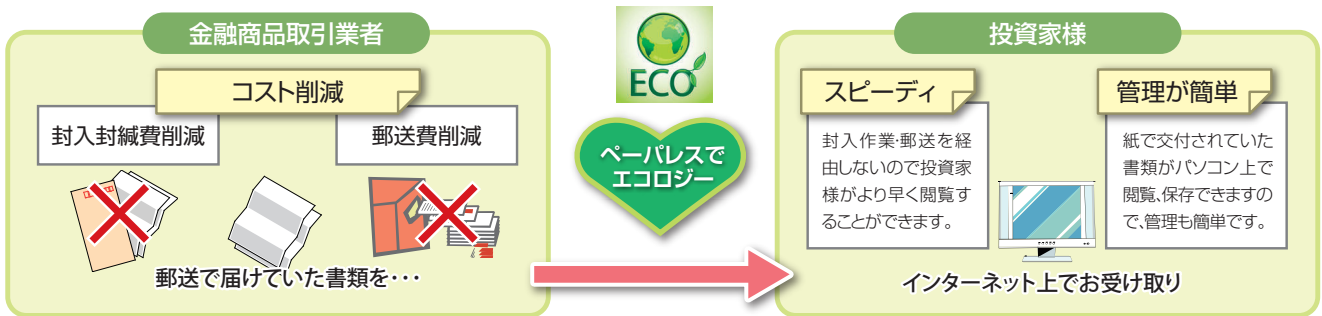 金融商品取引業者
コスト削減
封入封緘費削減
郵送費削減
郵送で届けていた書類を･･･
ECO
ペーパレスで
エコロジー
投資家様
スピーディ
封入作業・郵送を経
由しないので投資家
様がより早く閲覧す
ることができます。
管理が簡単
紙で交付されていた
書類がパソコン上で
閲覧、保存できますの
で、管理も簡単です。
インターネット上でお受け取り